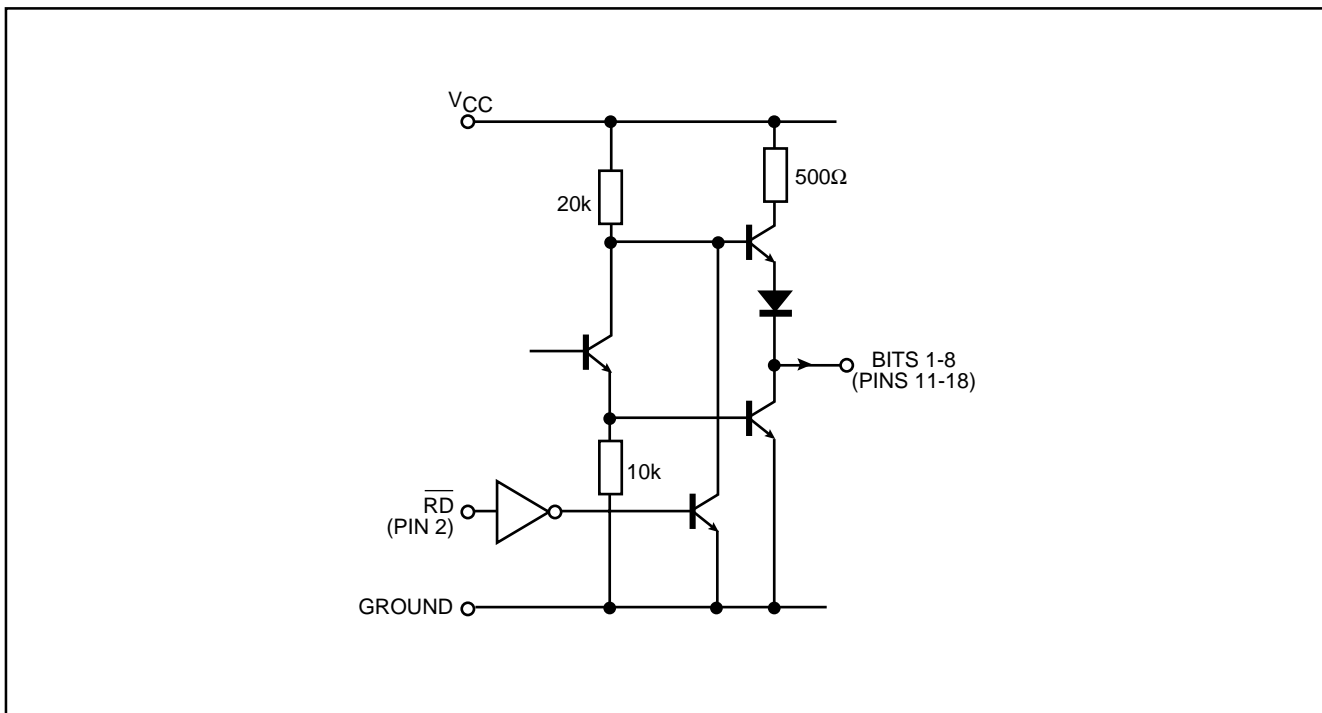 VCC
500Ω
20k
BITS 1-8
(PINS 11-18)
10k
RD
(PIN 2)
GROUND